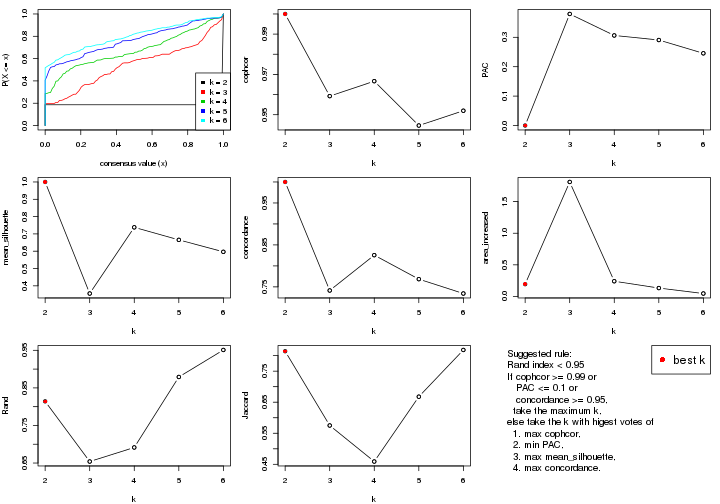 P(X <= x)
0.0 0.2 0.4 0.6 0.8 1.0
0.0 0.2 0.4 0.6 0.8 1.0
consensus value (x)
k = 2
k = 3
k = 4
k = 5
k = 6
cophcor
0.95 0.97 0.99
2 3 4 5 6
k
PAC
0.0 0.1 0.2 0.3
2 3 4 5 6
k
mean_silhouette
0.4 0.6 0.8 1.0
2 3 4 5 6
k
concordance
0.75 0.85 0.95
2 3 4 5 6
k
area_increased
0.0 0.5 1.0 1.5
2 3 4 5 6
k
Rand
0.65 0.75 0.85 0.95
2 3 4 5 6
k
Jaccard
0.45 0.55 0.65 0.75
2 3 4 5 6
k
best k
Suggested rule:
Rand index < 0.95
If cophcor >= 0.99 or
PAC <= 0.1 or
concordance >= 0.95,
take the maximum k,
else take the k with higest votes of
1. max cophcor,
2. min PAC,
3. max mean_silhouette,
4. max concordance.